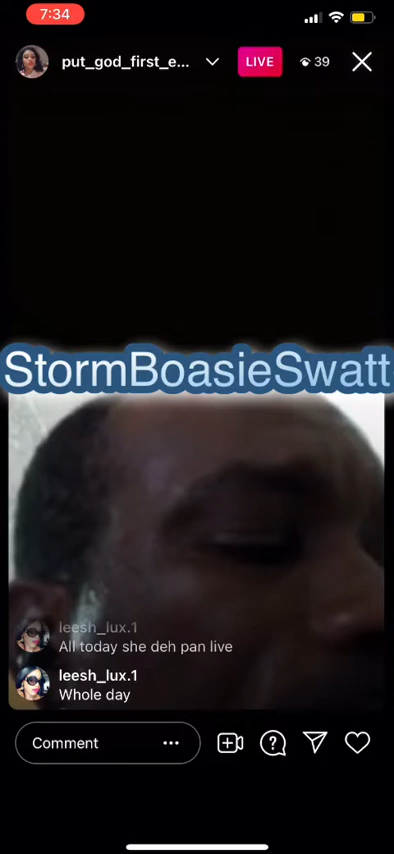 7:34
put_god_first_e...
LIVE
39
StormBoasieSwatt
leesh_lux.1
All today she deh pan live
leesh_lux.1
Whole day
Comment